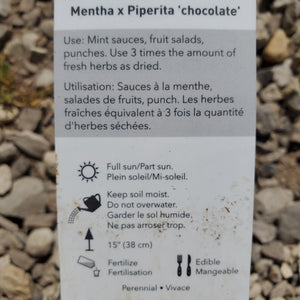 Mentha x Piperita 'chocolate'
Use: Mint sauces, fruit salads,
punches. Use 3 times the amount of
fresh herbs as dried.
Utilisation: Sauces à la menthe,
salades de fruits, punch. Les herbes
fraîches équivalent à 3 fois la quantité
d'herbes séchées.
Full sun/Part sun.
Plein soleil/Mi-soleil.
Keep soil moist.
Do not overwater.
Garder le sol humide.
Ne pas arroser trop.
15" (38 cm)
Fertilize
Fertilisation
Edible
Mangeable
Perennial • Vivace